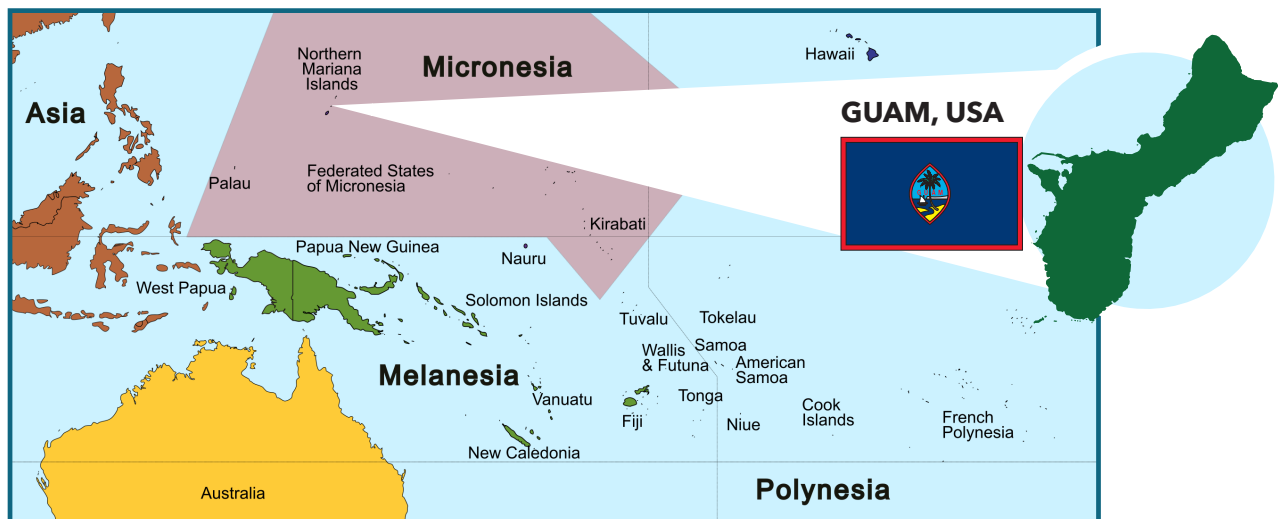 Northern
Mariana
Islands
Micronesia
Hawaii
Asia
GUAM, USA
Palau
Federated States
of Micronesia
Kirabati
Papua New Guinea
Nauru
West Papua
Solomon Islands
Tuvalu
Tokelau
Samoa
Wallis
& Futuna
American
Samoa
Melanesia
Vanuatu
Tonga
Fiji
Niue
Cook
Islands
French
Polynesia
New Caledonia
Australia
Polynesia